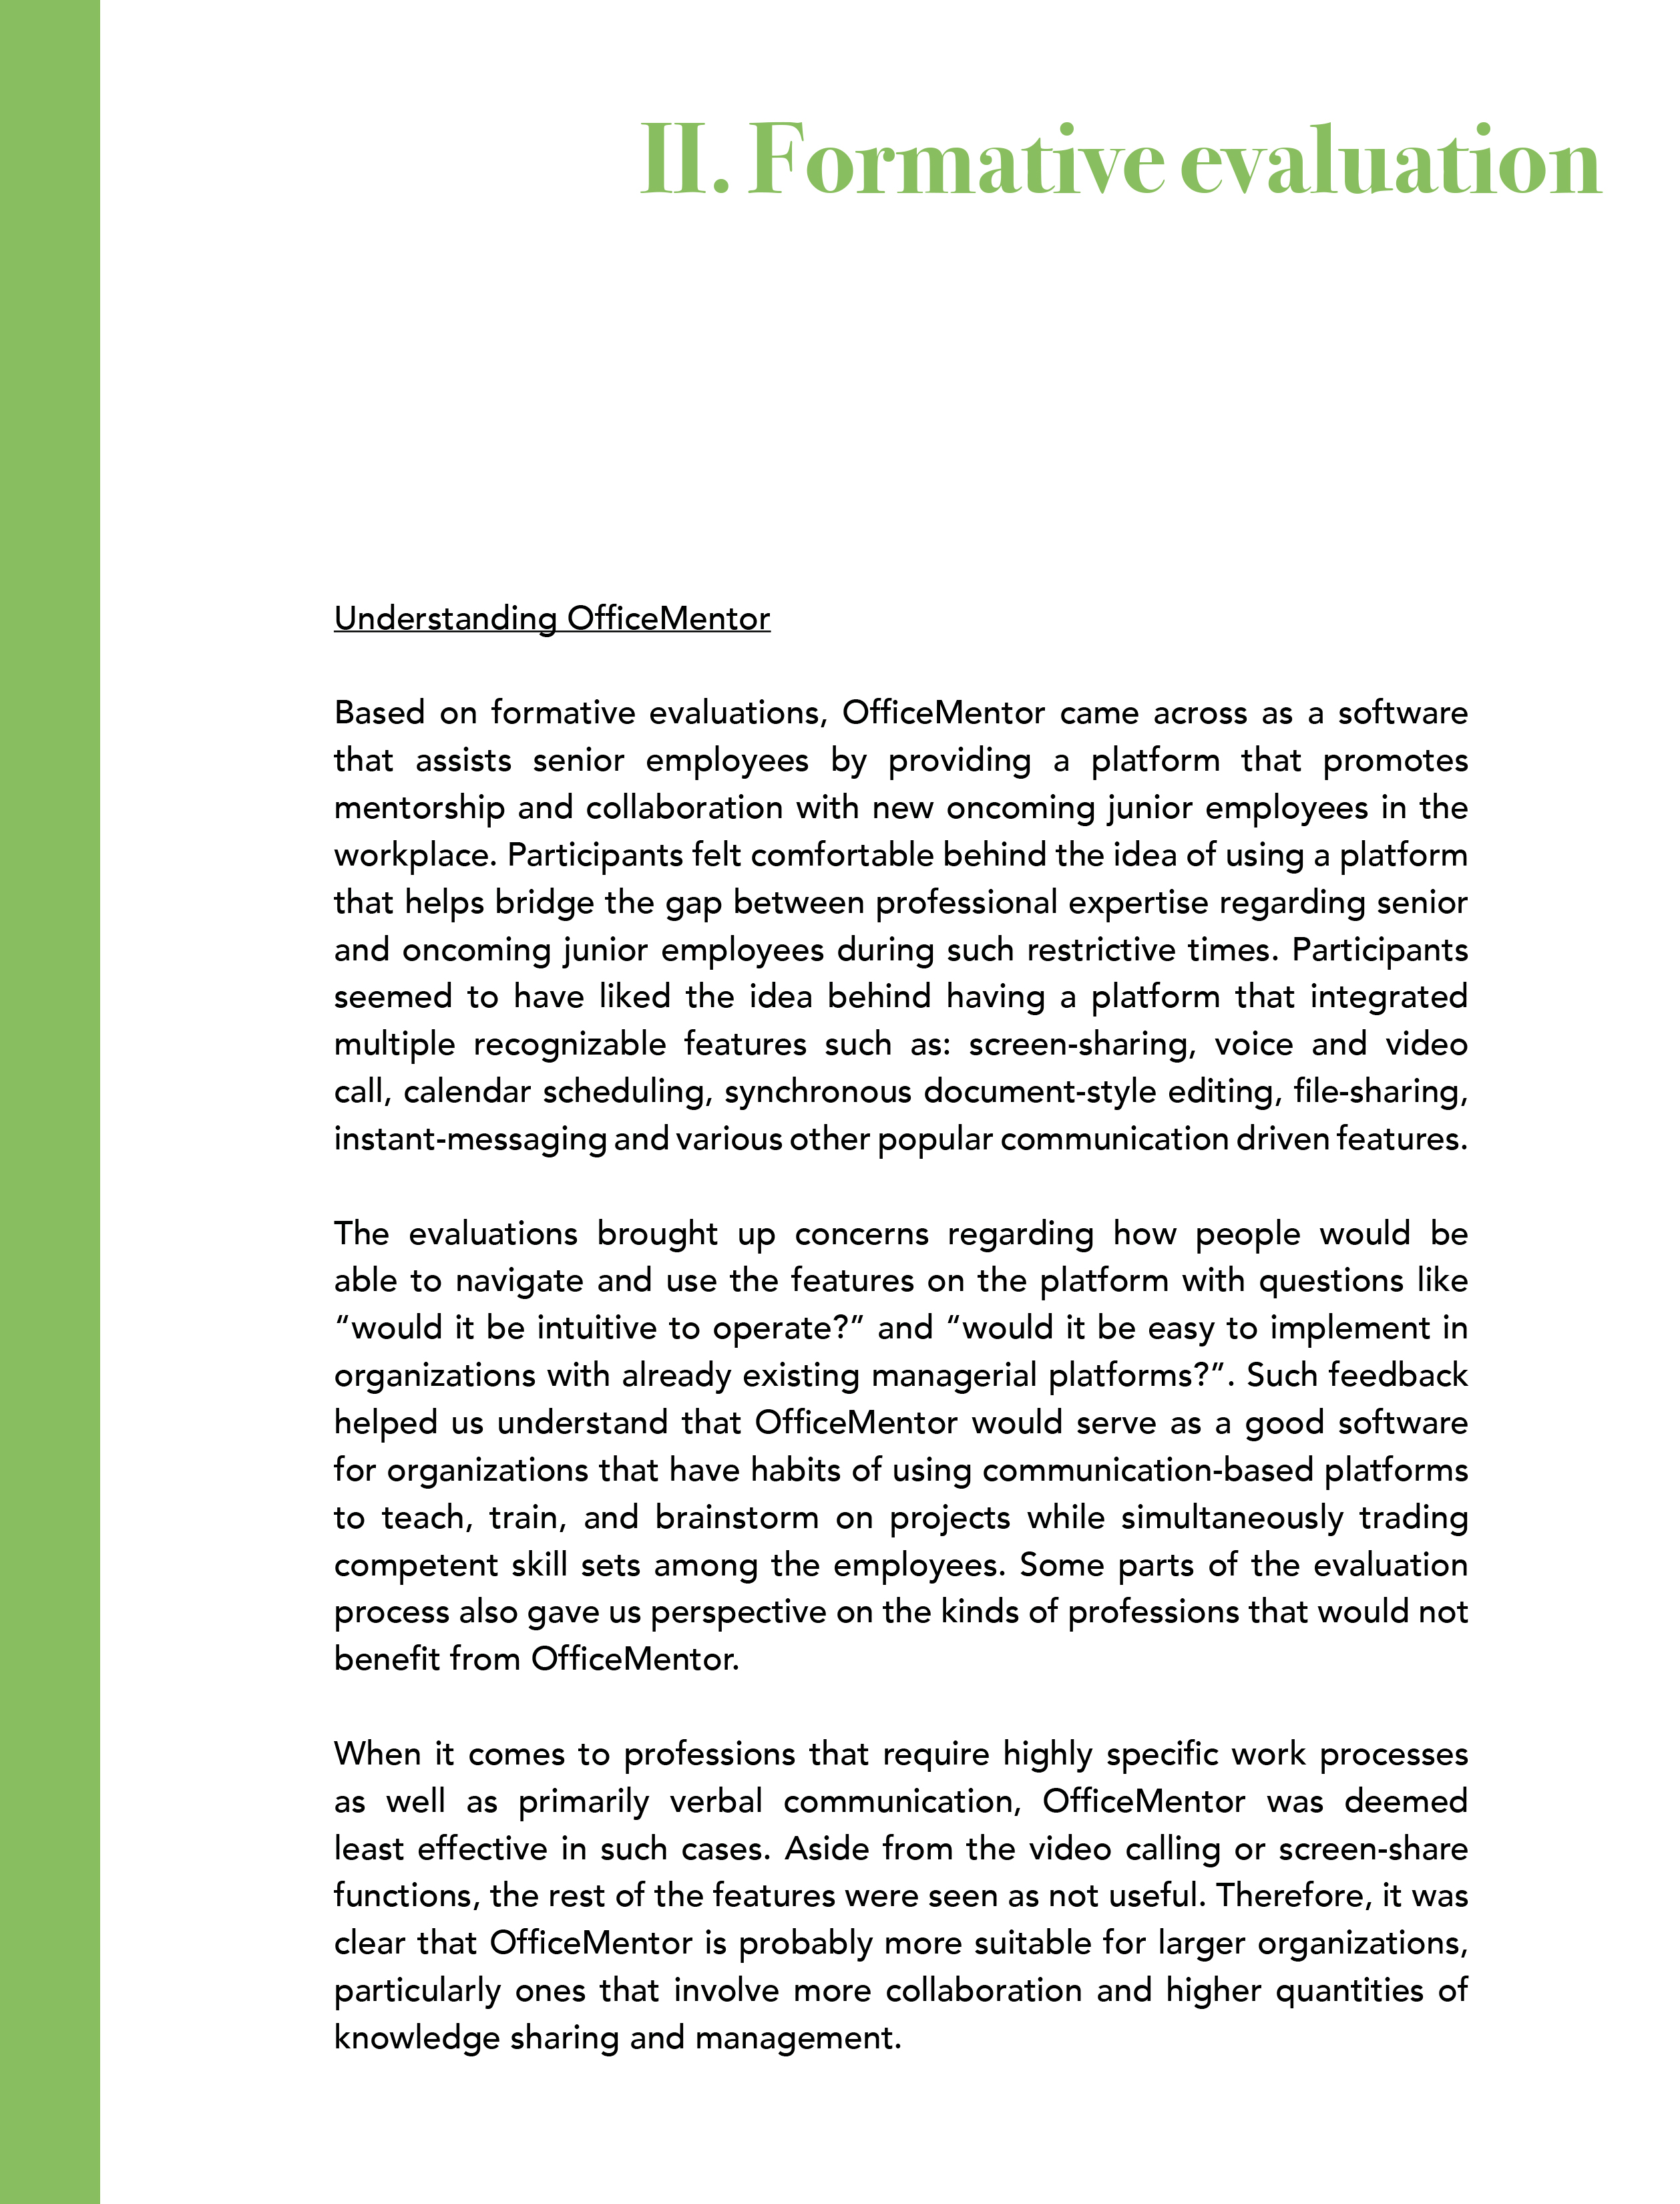 II. Formative evaluation
Understanding OfficeMentor
Based on formative evaluations, OfficeMentor came across as a software
that assists senior employees by providing a platform that promotes
mentorship and collaboration with new oncoming junior employees in the
workplace. Participants felt comfortable behind the idea of using a platform
that helps bridge the gap between professional expertise regarding senior
and oncoming junior employees during such restrictive times. Participants
seemed to have liked the idea behind having a platform that integrated
multiple recognizable features such as: screen-sharing, voice and video
call, calendar scheduling, synchronous document-style editing, file-sharing,
instant-messaging and various other popular communication driven features.
The evaluations brought up concerns regarding how people would be
able to navigate and use the features on the platform with questions like
“would it be intuitive to operate?” and “would it be easy to implement in
organizations with already existing managerial platforms?”. Such feedback
helped us understand that OfficeMentor would serve as a good software
for organizations that have habits of using communication-based platforms
to teach, train, and brainstorm on projects while simultaneously trading
competent skill sets among the employees. Some parts of the evaluation
process also gave us perspective on the kinds of professions that would not
benefit from OfficeMentor.
When it comes to professions that require highly specific work processes
as well as primarily verbal communication, OfficeMentor was deemed
least effective in such cases. Aside from the video calling or screen-share
functions, the rest of the features were seen as not useful. Therefore, it was
clear that OfficeMentor is probably more suitable for larger organizations,
particularly ones that involve more collaboration and higher quantities of
knowledge sharing and management.